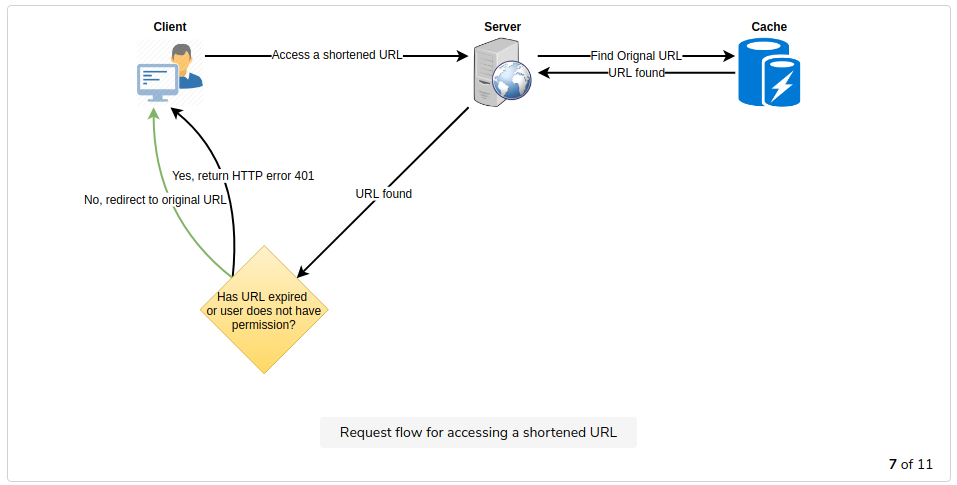 Client
Server
Cache
Access a shortened URL
Find Orignal URL
URL found
Yes, return HTTP error 401
URL found
No, redirect to original URL
Has URL expired
or user does not have
permission?
Request flow for accessing a shortened URL
7 of 11